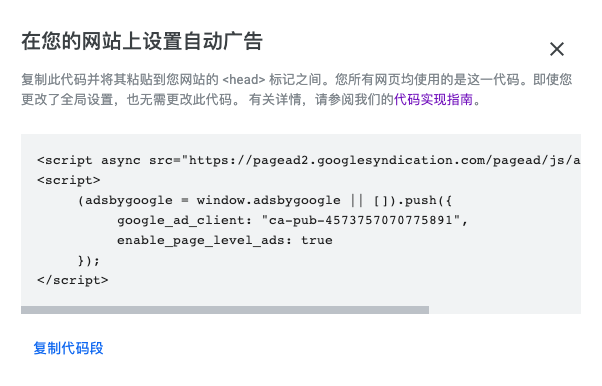 在您的网站上设置自动广告
复制此代码并将其粘贴到您网站的 <head> 标记之间。您所有网页均使用的是这一代码。即使您
更改了全局设置，也无需更改此代码。 有关详情，请参阅我们的代码实现指南。
<script async src="https://pagead2.googlesyndication.com/pagead/js/a
<script>
(adsbygoogle = window.adsbygoogle || []).push({
google_ad_client: "ca-pub-4573757070775891",
enable_page_level_ads: true
});
</script>
复制代码段